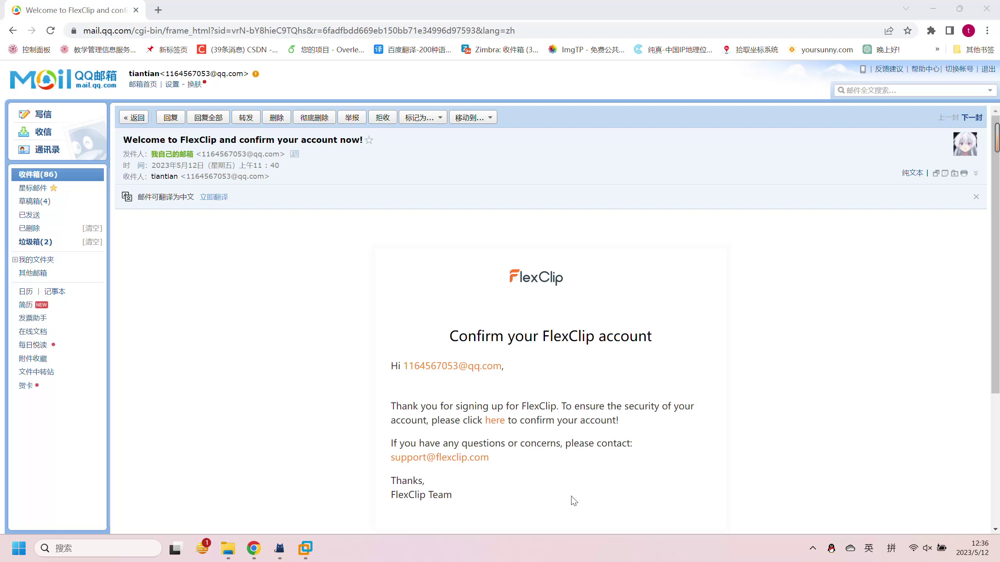 Welcome to FlexClip and confi
mail.qq.com/cgi-bin/frame_html?sid=vrN-bY8hieC9TQhs&r=6fadfbdd669eb150bb71e34996d97593&lang=zh
t
控制面板 教学管理信息服务... 新标签页 (39条消息) CSDN -... 您的项目 - Overle... 百度翻译-200种语... Zimbra: 收件箱 (3... ImgTP - 免费公共... 纯真-中国IP地理位... 拾取坐标系统 yoursunny.com 晚上好! » 其他书签
Mail QQ邮箱
mail.qq.com
tiantian<1164567053@qq.com>
邮箱首页 | 设置 - 换肤
| 反馈建议 | 帮助中心 | 切换帐号 | 退出
邮件全文搜索...
写信
收信
通讯录
收件箱(86)
星标邮件
草稿箱(4)
已发送
已删除 [清空]
垃圾箱(2) [清空]
我的文件夹
其他邮箱
日历 | 记事本
简历 NEW
发票助手
在线文档
每日悦读
附件收藏
文件中转站
贺卡
« 返回 回复 回复全部 转发 删除 彻底删除 举报 拒收 标记为... 移动到... 上一封 下一封
Welcome to FlexClip and confirm your account now!
发件人: 我自己的邮箱 <1164567053@qq.com>
时 间: 2023年5月12日 (星期五) 上午11:40
收件人: tiantian <1164567053@qq.com>
纯文本 |
邮件可翻译为中文 立即翻译
FlexClip
Confirm your FlexClip account
Hi 1164567053@qq.com,
Thank you for signing up for FlexClip. To ensure the security of your
account, please click here to confirm your account!
If you have any questions or concerns, please contact:
support@flexclip.com
Thanks,
FlexClip Team
搜索
1
英 拼
12:36
2023/5/12